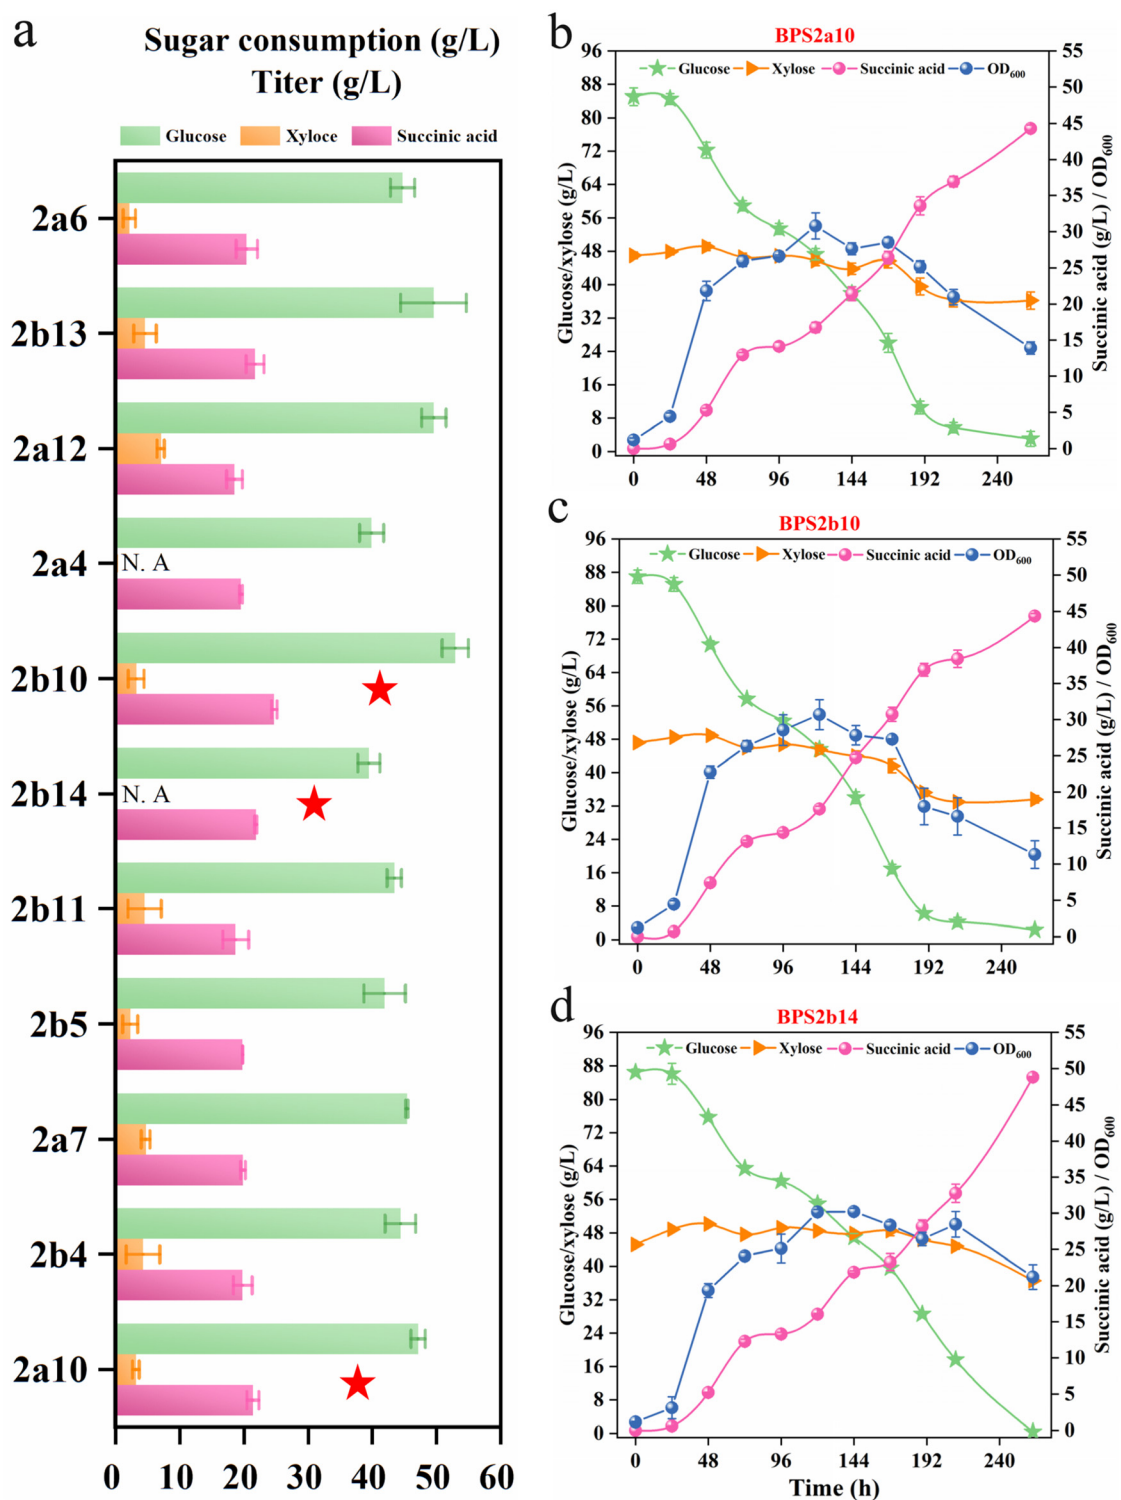 a
Sugar consumption (g/L)
Titer (g/L)
Glucose Xyloce Succinic acid
2a6
2b13
2a12
2a4
N. A
2b10
2b14
N. A
2b11
2b5
2a7
2b4
2a10
0 10 20 30 40 50 60
b
BPS2a10
Glucose Xylose Succinic acid OD600
Glucose/xylose (g/L)
96
88
80
72
64
56
48
40
32
24
16
8
0
Succinic acid (g/L) / OD600
55
50
45
40
35
30
25
20
15
10
5
0
0 48 96 144 192 240
c
BPS2b10
Glucose Xylose Succinic acid OD600
Glucose/xylose (g/L)
96
88
80
72
64
56
48
40
32
24
16
8
0
Succinic acid (g/L) / OD600
55
50
45
40
35
30
25
20
15
10
5
0
0 48 96 144 192 240
d
BPS2b14
Glucose Xylose Succinic acid OD600
Glucose/xylose (g/L)
96
88
80
72
64
56
48
40
32
24
16
8
0
Succinic acid (g/L) / OD600
55
50
45
40
35
30
25
20
15
10
5
0
0 48 96 144 192 240
Time (h)